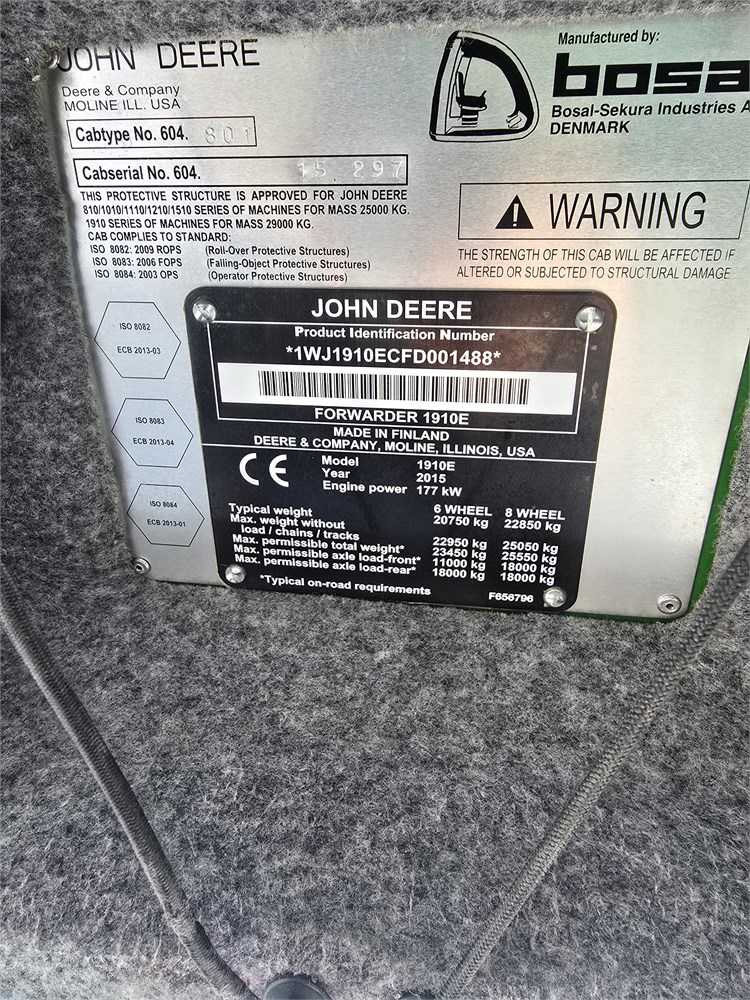 JOHN DEERE
Deere & Company
MOLINE ILL. USA
Cabtype No. 604. 801
Cabserial No. 604. 15 297
THIS PROTECTIVE STRUCTURE IS APPROVED FOR JOHN DEERE
810/1010/1110/1210/1510 SERIES OF MACHINES FOR MASS 25000 KG.
1910 SERIES OF MACHINES FOR MASS 29000 KG.
CAB COMPLIES TO STANDARD:
ISO 8082: 2009 ROPS (Roll-Over Protective Structures)
ISO 8083: 2006 FOPS (Falling-Object Protective Structures)
ISO 8084: 2003 OPS (Operator Protective Structures)
Manufactured by:
bosa
Bosal-Sekura Industries A
DENMARK
WARNING
THE STRENGTH OF THIS CAB WILL BE AFFECTED IF
ALTERED OR SUBJECTED TO STRUCTURAL DAMAGE
ISO 8082
ECB 2013-03
ISO 8083
ECB 2013-04
ISO 8084
ECB 2013-01
JOHN DEERE
Product Identification Number
*1WJ1910ECFD001488*
FORWARDER 1910E
MADE IN FINLAND
DEERE & COMPANY, MOLINE, ILLINOIS, USA
CE
Model 1910E
Year 2015
Engine power 177 kW
6 WHEEL 8 WHEEL
Typical weight 20750 kg 22850 kg
Max. weight without
load / chains / tracks 22950 kg 25050 kg
Max. permissible total weight* 23450 kg 25550 kg
Max. permissible axle load-front* 11000 kg 18000 kg
Max. permissible axle load-rear* 18000 kg 18000 kg
*Typical on-road requirements
F656796